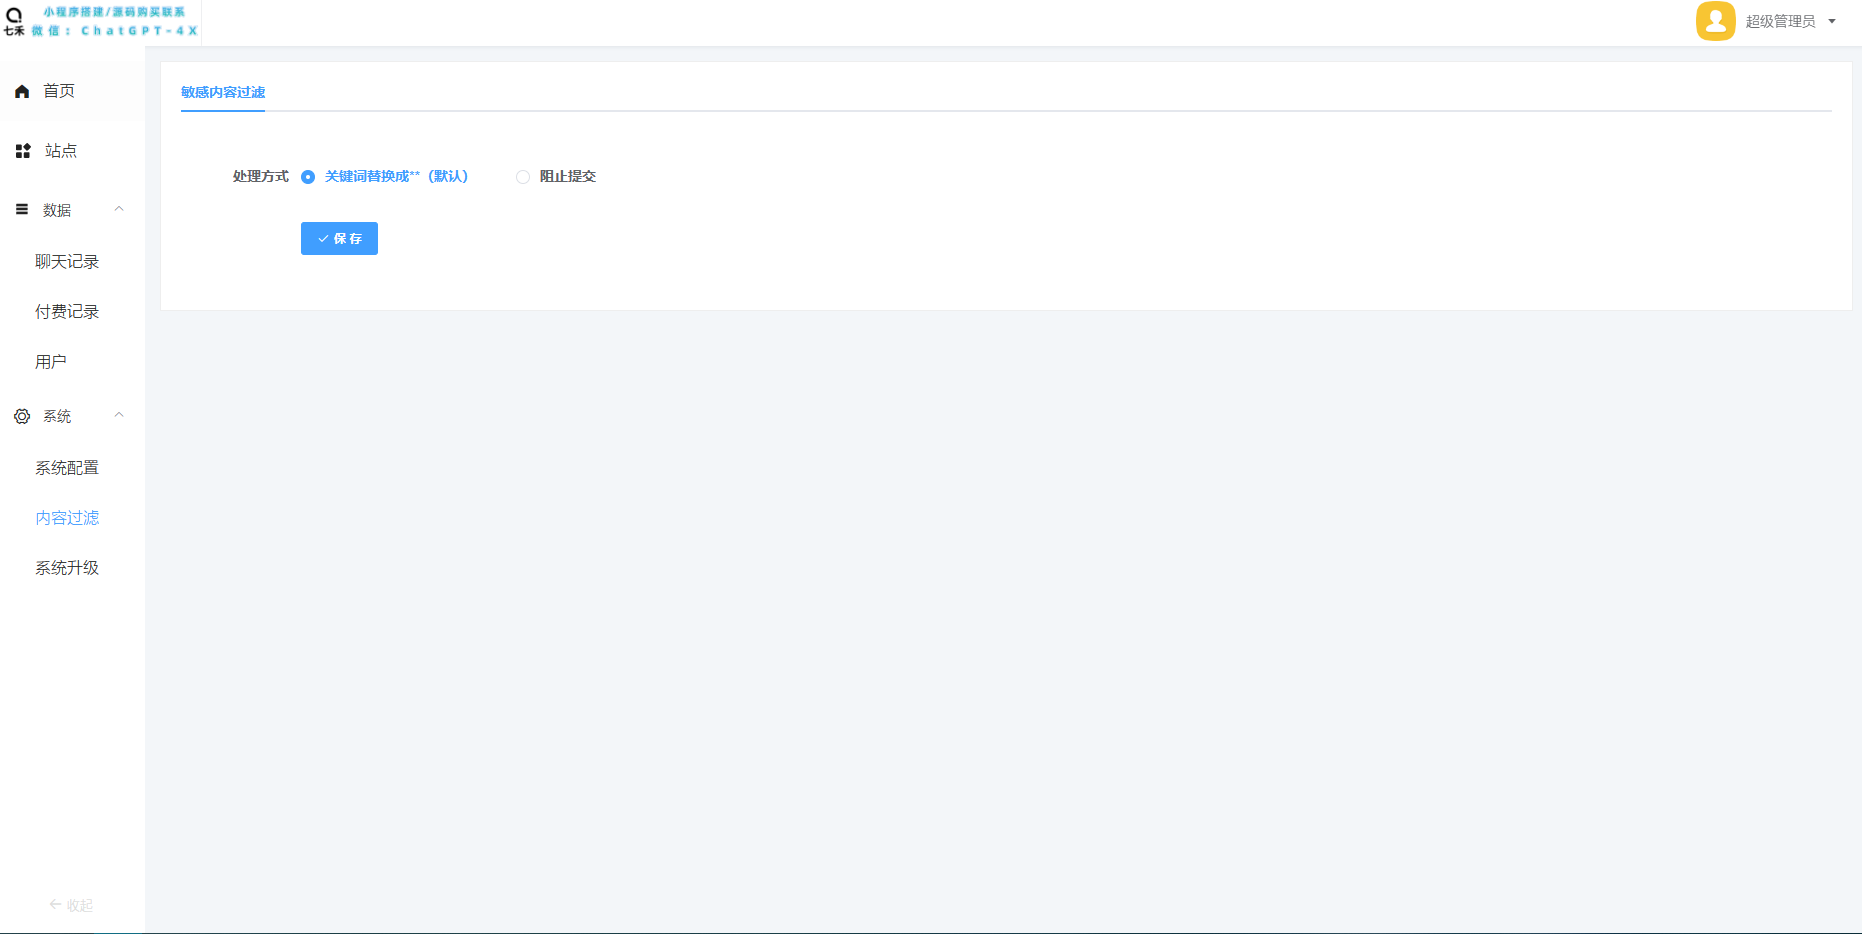 小程序搭建/源码购买联系
七禾 微信：ChatGPT-4X
超级管理员
首页
站点
数据
聊天记录
付费记录
用户
系统
系统配置
内容过滤
系统升级
收起
敏感内容过滤
处理方式 关键词替换成**（默认） 阻止提交
保存